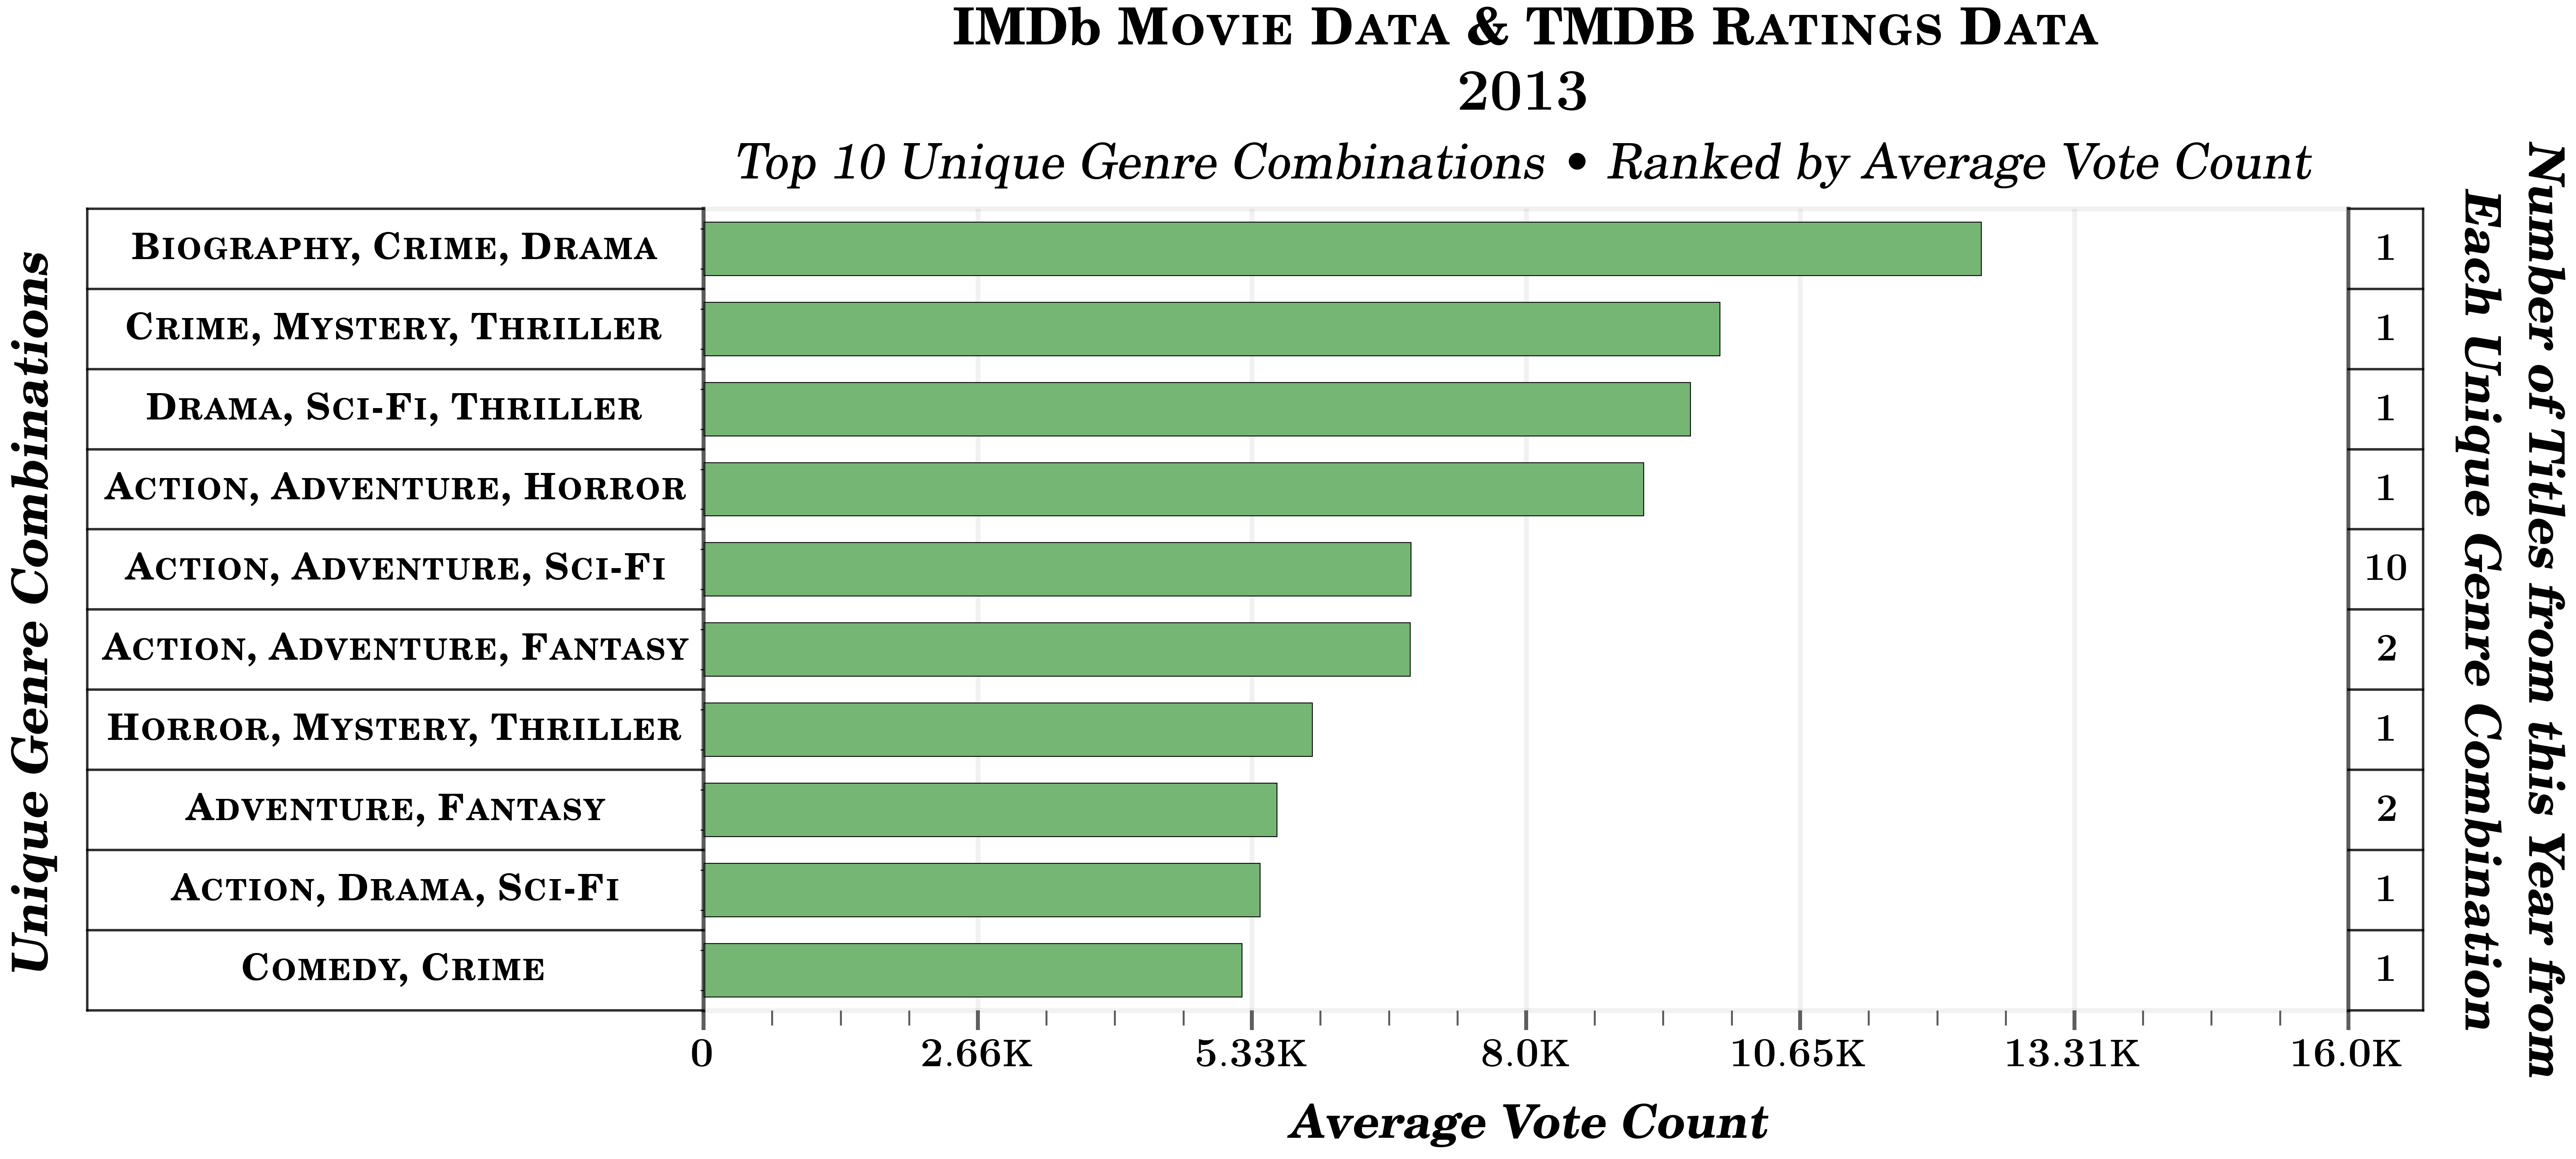 IMDb Movie Data & TMDB Ratings Data
2013
Top 10 Unique Genre Combinations • Ranked by Average Vote Count
Unique Genre Combinations
Biography, Crime, Drama
1
Crime, Mystery, Thriller
1
Drama, Sci-Fi, Thriller
1
Action, Adventure, Horror
1
Action, Adventure, Sci-Fi
10
Action, Adventure, Fantasy
2
Horror, Mystery, Thriller
1
Adventure, Fantasy
2
Action, Drama, Sci-Fi
1
Comedy, Crime
1
Number of Titles from this Year from
Each Unique Genre Combination
0 2.66K 5.33K 8.0K 10.65K 13.31K 16.0K
Average Vote Count